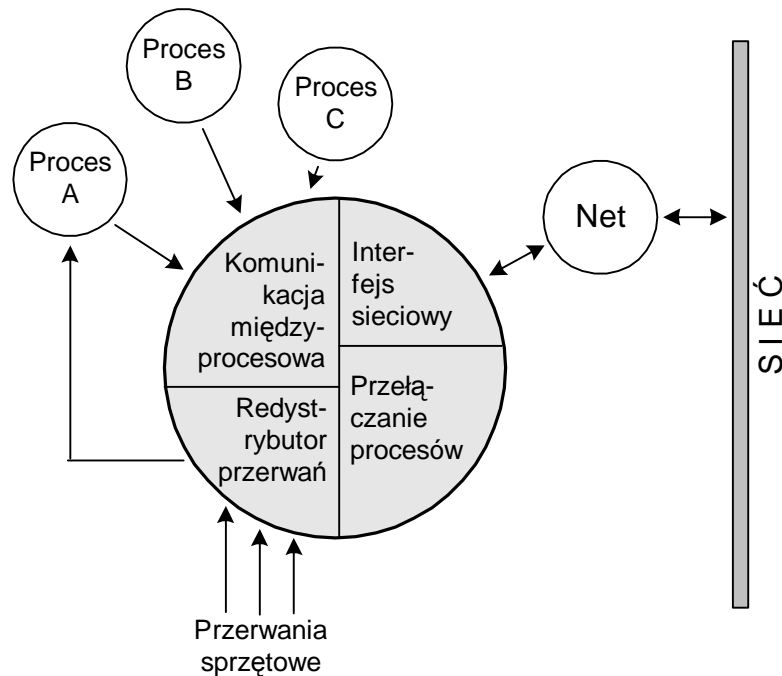 Proces
B
Proces
C
Proces
A
Net
Komuni-
kacja
między-
procesowa
Inter-
fejs
sieciowy
Redyst-
rybutor
przerwań
Przełą-
czanie
procesów
SIEĆ
Przerwania
sprzętowe